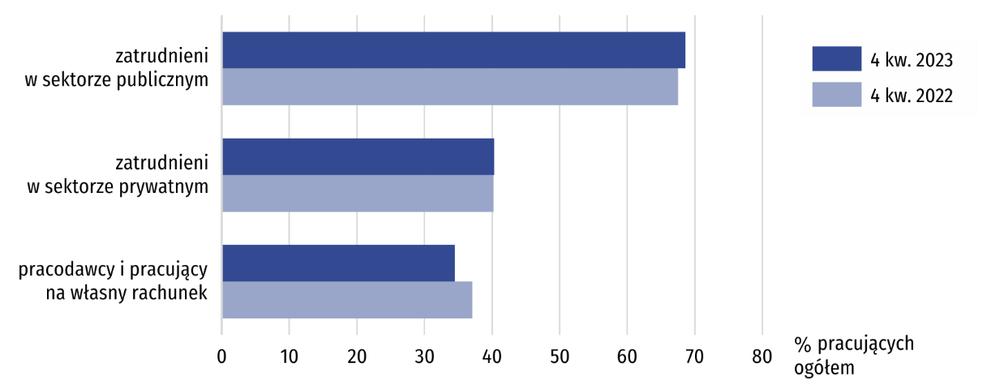 zatrudnieni
w sektorze publicznym
zatrudnieni
w sektorze prywatnym
pracodawcy i pracujący
na własny rachunek
0 10 20 30 40 50 60 70 80
% pracujących
ogółem
4 kw. 2023
4 kw. 2022